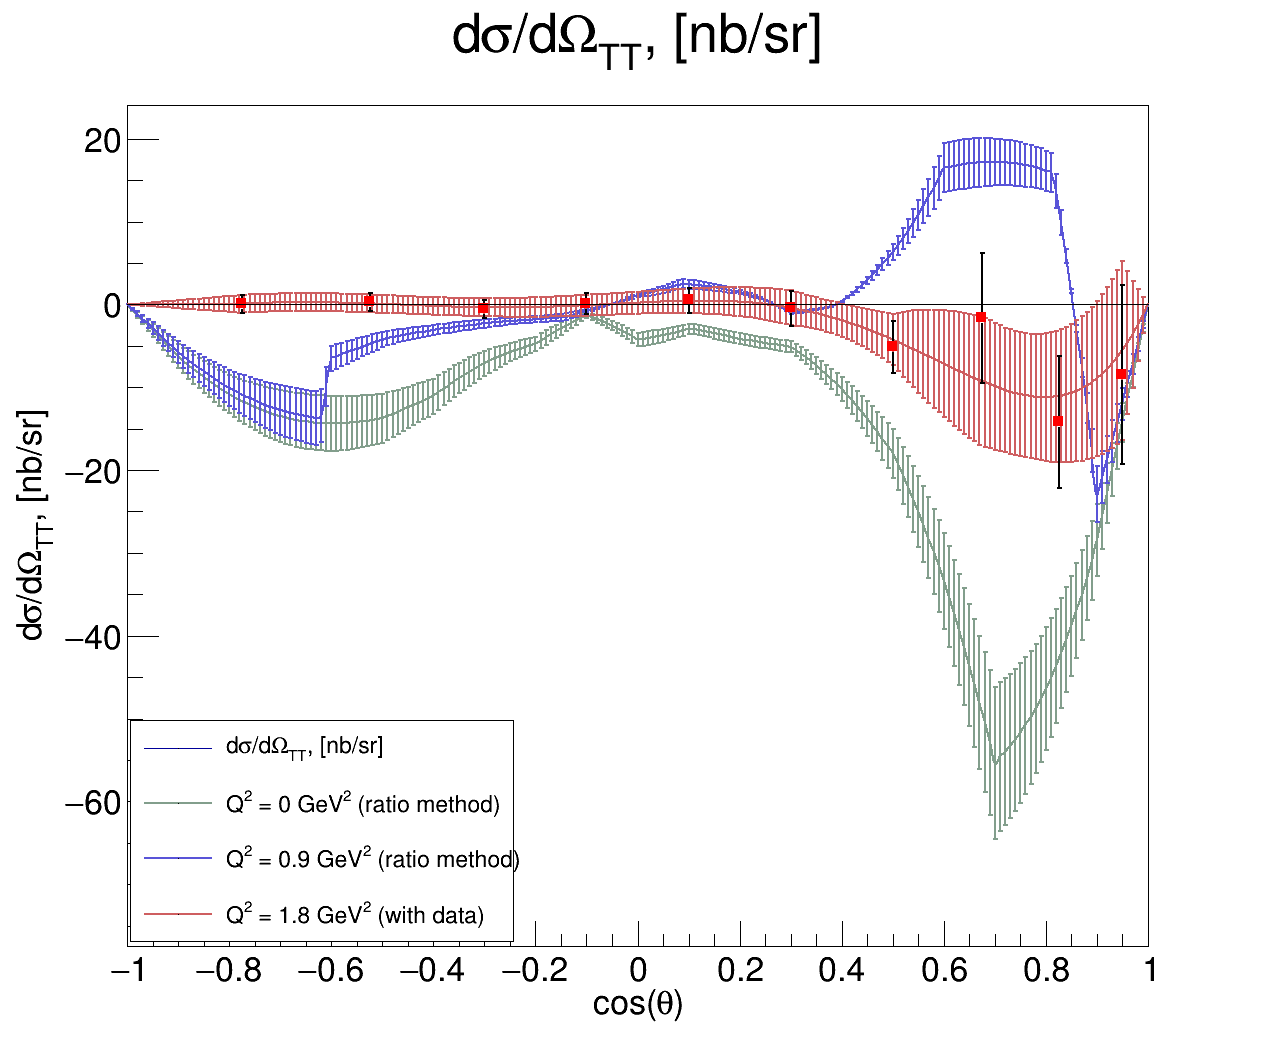 dσ/dΩ_TT, [nb/sr]
20
0
−20
−40
−60
dσ/dΩ_TT, [nb/sr]
dσ/dΩ_TT, [nb/sr]
Q² = 0 GeV² (ratio method)
Q² = 0.9 GeV² (ratio method)
Q² = 1.8 GeV² (with data)
−1 −0.8 −0.6 −0.4 −0.2 0 0.2 0.4 0.6 0.8 1
cos(θ)